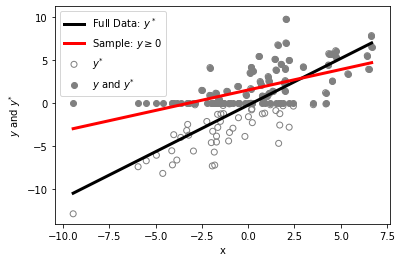 Full Data: y*
Sample: y ≥ 0
y*
y and y*
10
5
0
−5
−10
y and y*
−10.0
−7.5
−5.0
−2.5
0.0
2.5
5.0
7.5
x